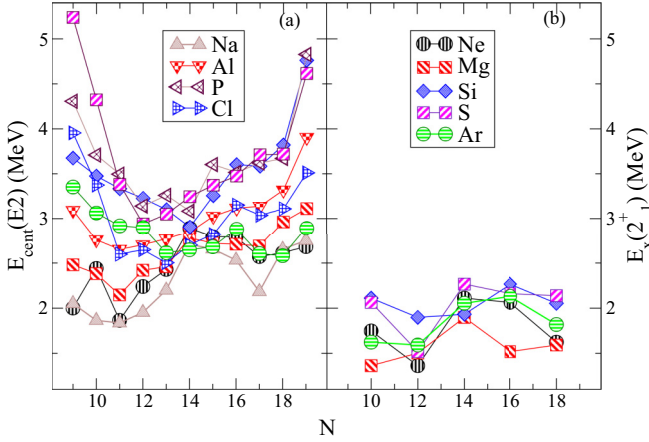 (a)
(b)
5
4
3
2
Na
Al
P
Cl
Ne
Mg
Si
S
Ar
5
4
3
2
E_cent(E2) (MeV)
E_x(2^+_1) (MeV)
10 12 14 16 18 10 12 14 16 18
N